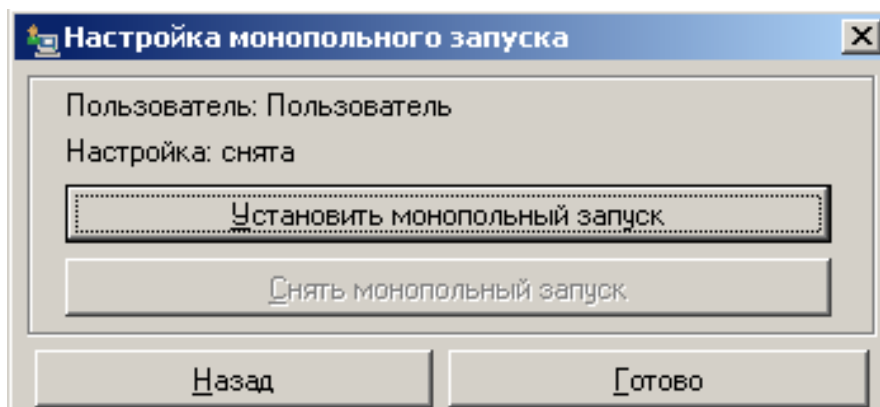 Настройка монопольного запуска
Пользователь: Пользователь
Настройка: снята
Установить монопольный запуск
Снять монопольный запуск
Назад Готово